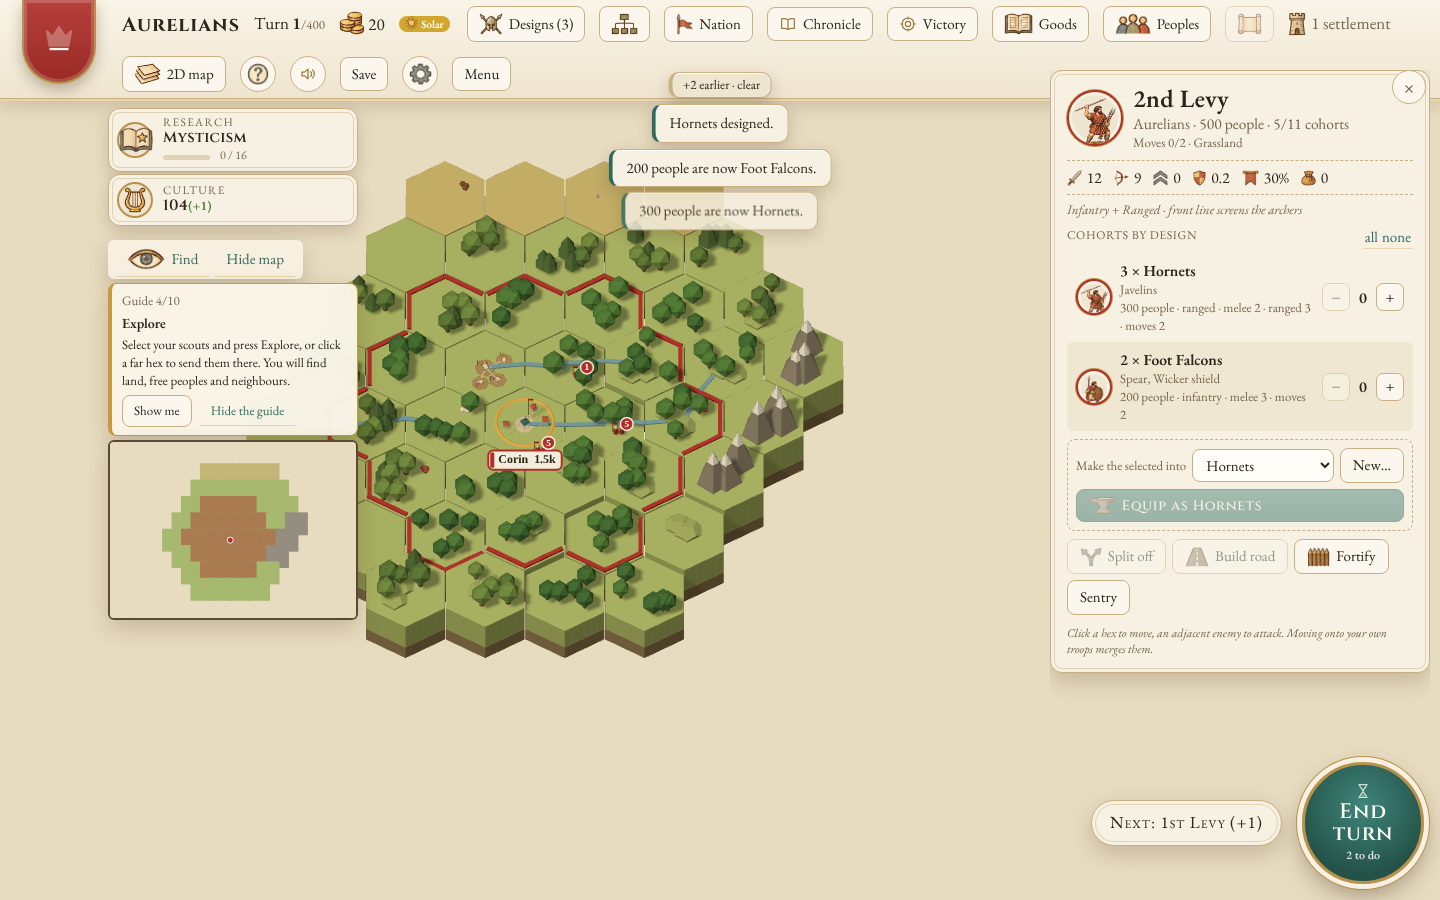 AURELIANS
Turn 1/400
20
Solar
Designs (3)
Nation
Chronicle
Victory
Goods
Peoples
1 settlement
2D map
Save
Menu
+2 earlier · clear
Hornets designed.
200 people are now Foot Falcons.
300 people are now Hornets.
RESEARCH
MYSTICISM
0 / 16
CULTURE
104(+1)
Find
Hide map
Guide 4/10
Explore
Select your scouts and press Explore, or click
a far hex to send them there. You will find
land, free peoples and neighbours.
Show me
Hide the guide
1
5
5
Corin 1.5k
×
2nd Levy
Aurelians · 500 people · 5/11 cohorts
Moves 0/2 · Grassland
12
9
0
0.2
30%
0
Infantry + Ranged · front line screens the archers
COHORTS BY DESIGN
all none
3 × Hornets
Javelins
300 people · ranged · melee 2 · ranged 3
· moves 2
− 0 +
2 × Foot Falcons
Spear, Wicker shield
200 people · infantry · melee 3 · moves
2
− 0 +
Make the selected into
Hornets
New...
EQUIP AS HORNETS
Split off
Build road
Fortify
Sentry
Click a hex to move, an adjacent enemy to attack. Moving onto your own
troops merges them.
NEXT: 1ST LEVY (+1)
END
TURN
2 to do